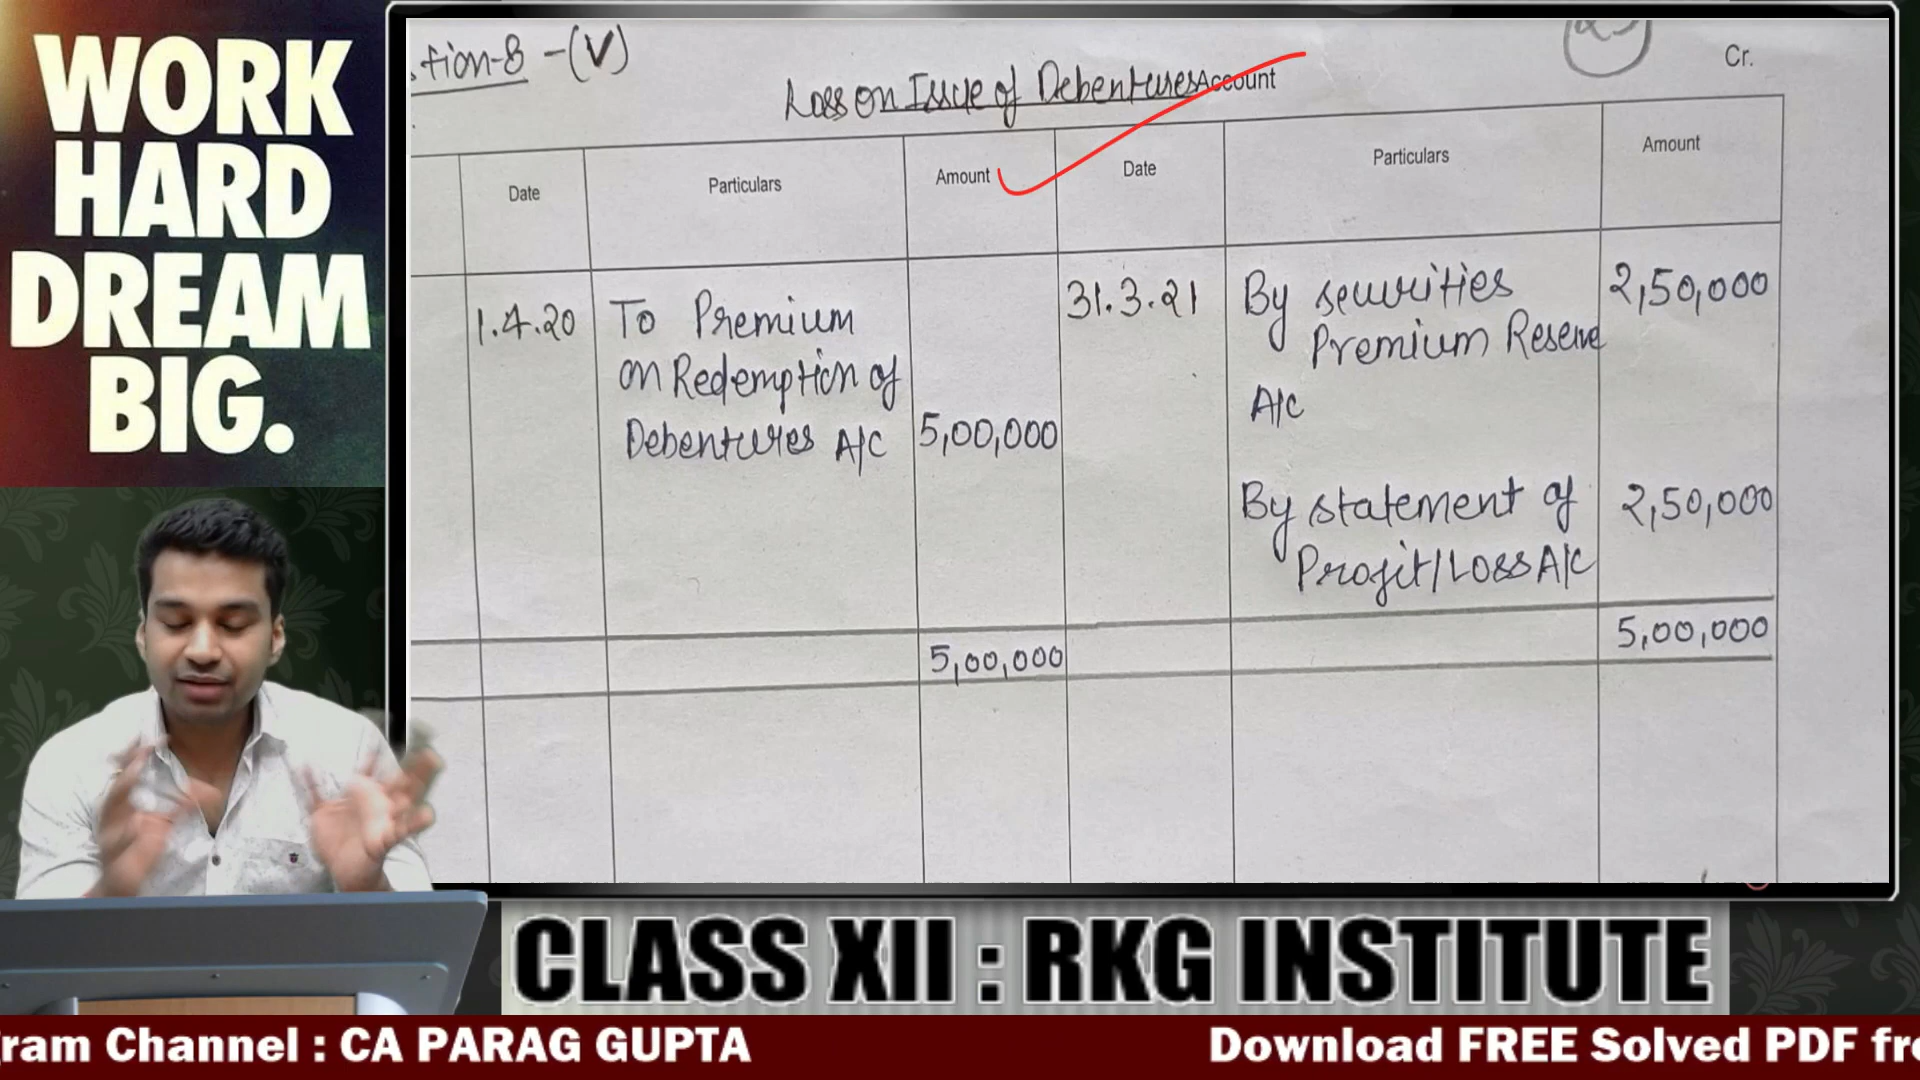 WORK
HARD
DREAM
BIG.
tion-8 -(V)
Loss on Issue of Debentures Account
Cr.
Date
Particulars
Amount
Date
Particulars
Amount
1.4.20
To Premium
on Redemption of
Debentures A/c
5,00,000
31.3.21
By securities
Premium Reserve
A/c
2,50,000
By statement of
Profit/Loss A/c
2,50,000
5,00,000
5,00,000
CLASS XII : RKG INSTITUTE
ram Channel : CA PARAG GUPTA
Download FREE Solved PDF fr